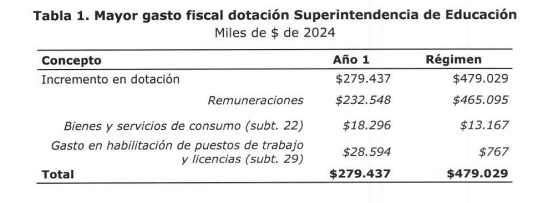 Tabla 1. Mayor gasto fiscal dotación Superintendencia de Educación
Miles de $ de 2024
Concepto Año 1 Régimen
Incremento en dotación $279.437 $479.029
Remuneraciones $232.548 $465.095
Bienes y servicios de consumo (subt. 22) $18.296 $13.167
Gasto en habilitación de puestos de trabajo
y licencias (subt. 29) $28.594 $767
Total $279.437 $479.029